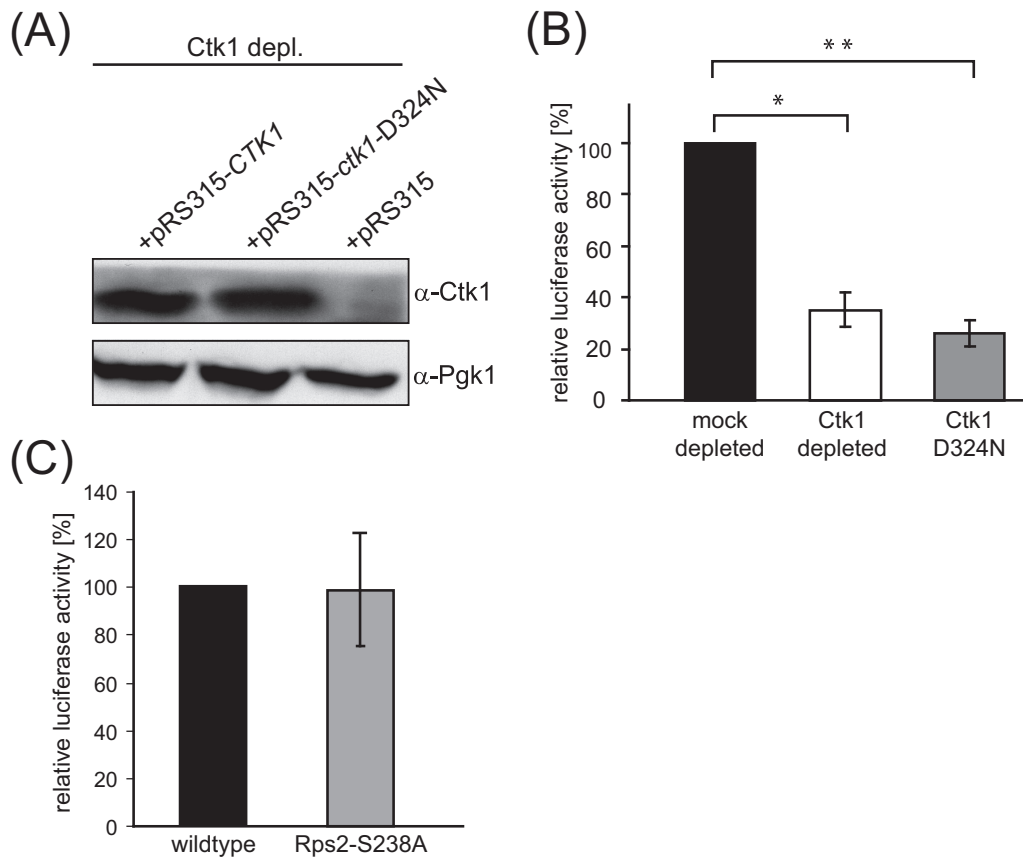 (A)
Ctk1 depl.
+pRS315-CTK1
+pRS315-ctk1-D324N
+pRS315
α-Ctk1
α-Pgk1
(B)
* *
*
relative luciferase activity [%]
100
80
60
40
20
0
mock
depleted
Ctk1
depleted
Ctk1
D324N
(C)
relative luciferase activity [%]
140
120
100
80
60
40
20
0
wildtype
Rps2-S238A